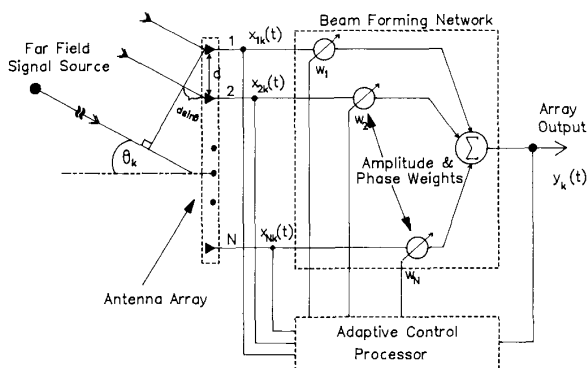 Beam Forming Network
Far Field
Signal Source
1
x1k(t)
w1
d
2
x2k(t)
dsinθ
w2
θk
Amplitude &
Phase Weights
Σ
Array
Output
yk(t)
N
xNk(t)
wN
Antenna Array
Adaptive Control
Processor